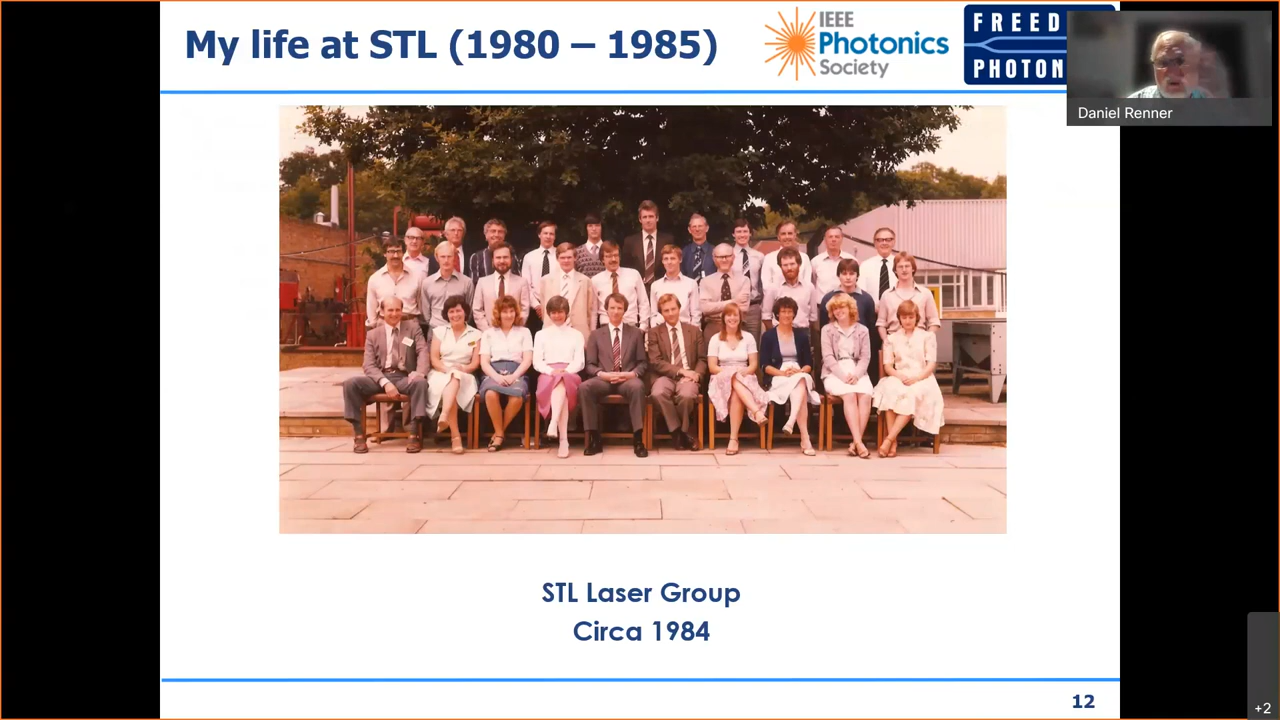 My life at STL (1980 – 1985)
IEEE
Photonics
Society
FREED
PHOTON
Daniel Renner
STL Laser Group
Circa 1984
12
+2